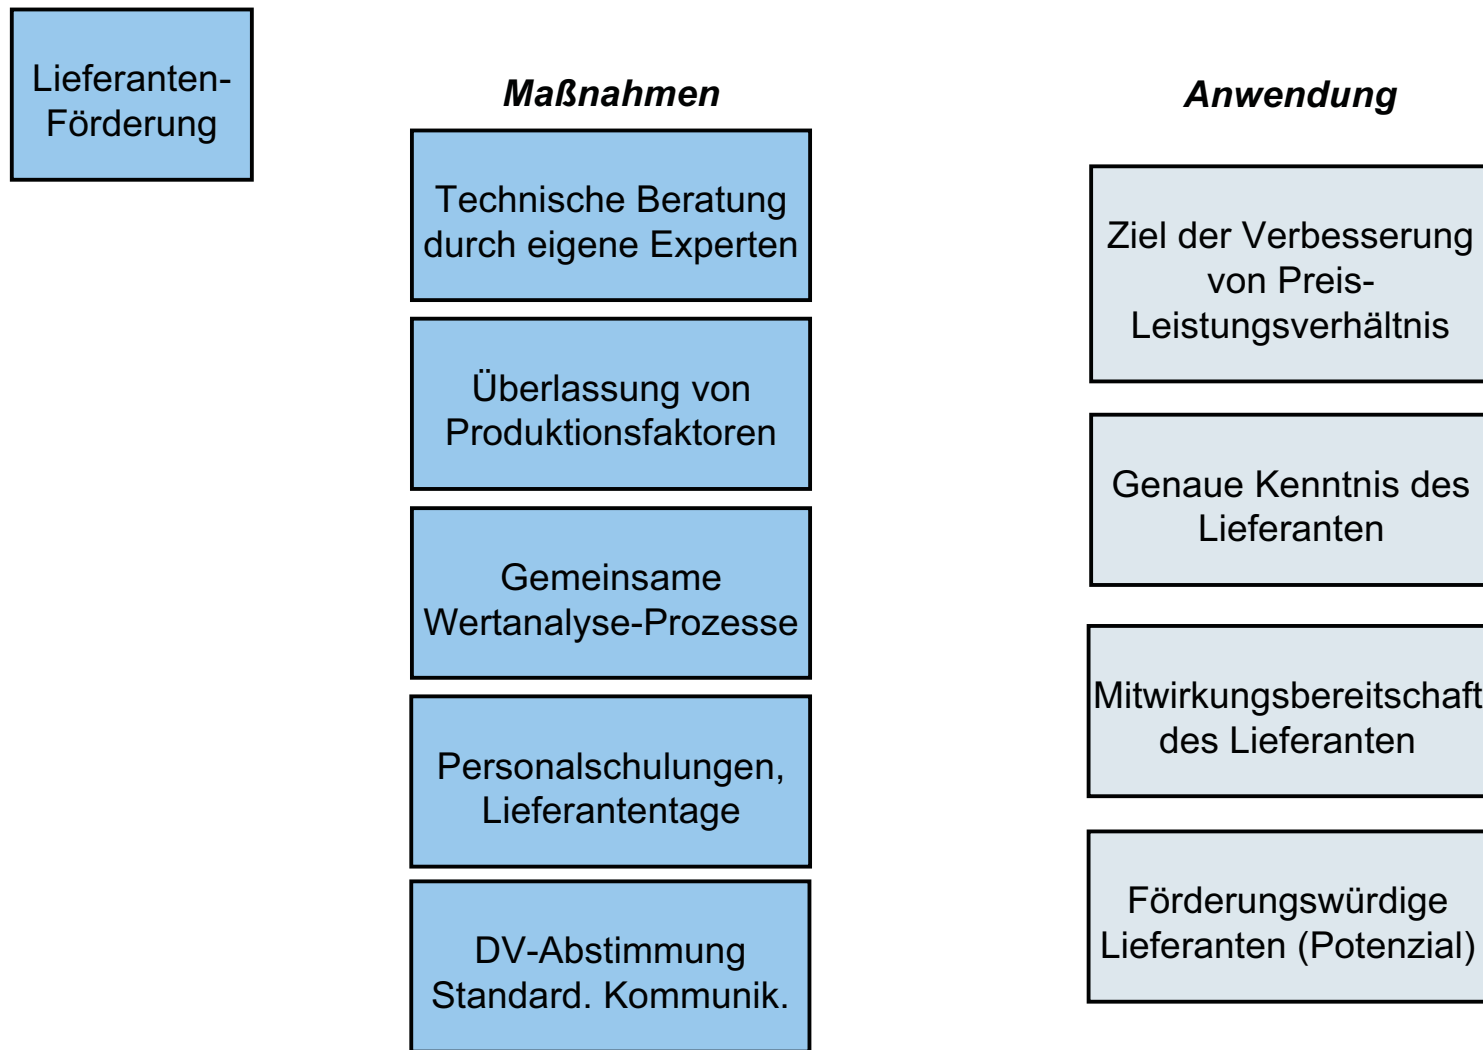 Lieferanten-
Förderung
Maßnahmen
Technische Beratung
durch eigene Experten
Überlassung von
Produktionsfaktoren
Gemeinsame
Wertanalyse-Prozesse
Personalschulungen,
Lieferantentage
DV-Abstimmung
Standard. Kommunik.
Anwendung
Ziel der Verbesserung
von Preis-
Leistungsverhältnis
Genaue Kenntnis des
Lieferanten
Mitwirkungsbereitschaft
des Lieferanten
Förderungswürdige
Lieferanten (Potenzial)